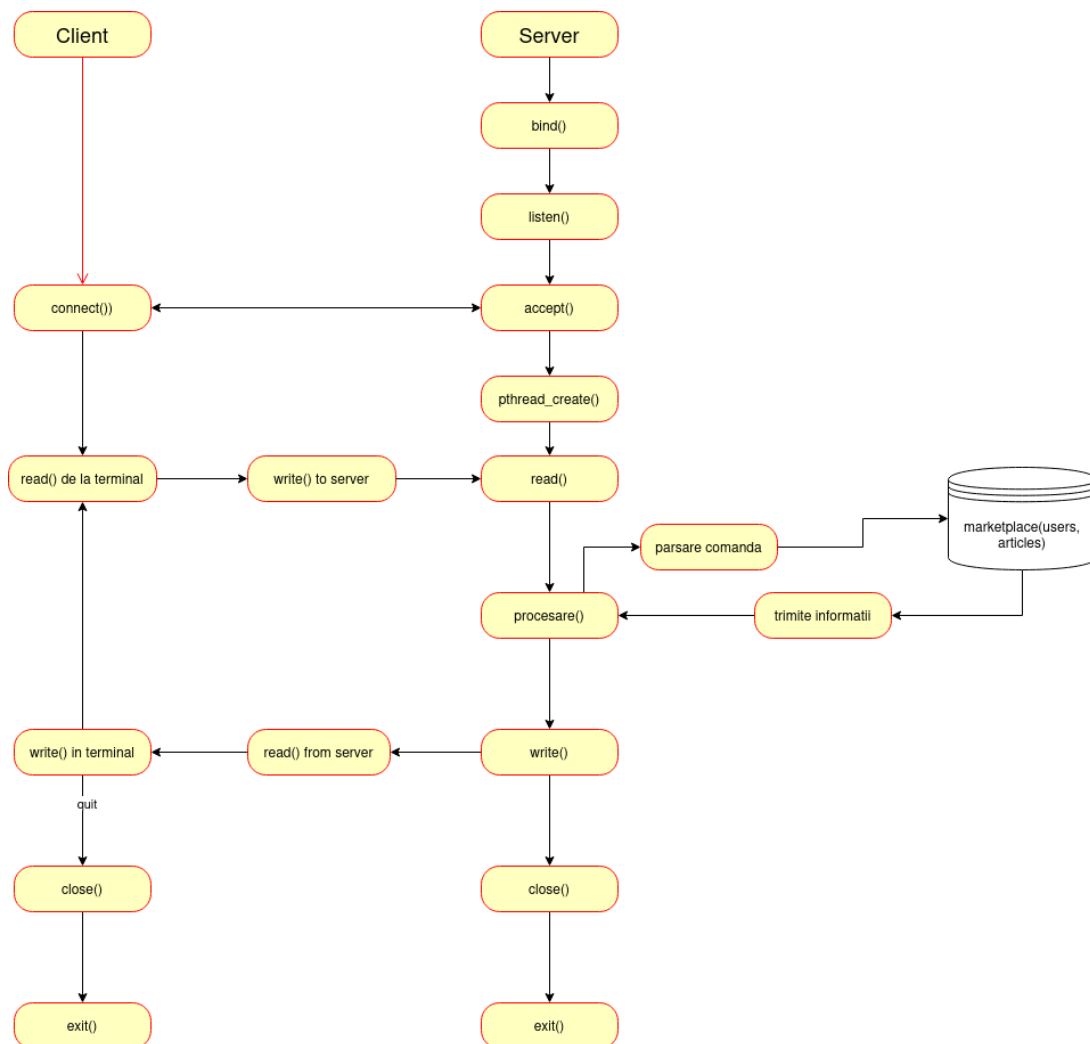 Client
Server
bind()
listen()
connect())
accept()
pthread_create()
read() de la terminal
write() to server
read()
marketplace(users,
articles)
parsare comanda
procesare()
trimite informatii
write() in terminal
read() from server
write()
quit
close()
close()
exit()
exit()